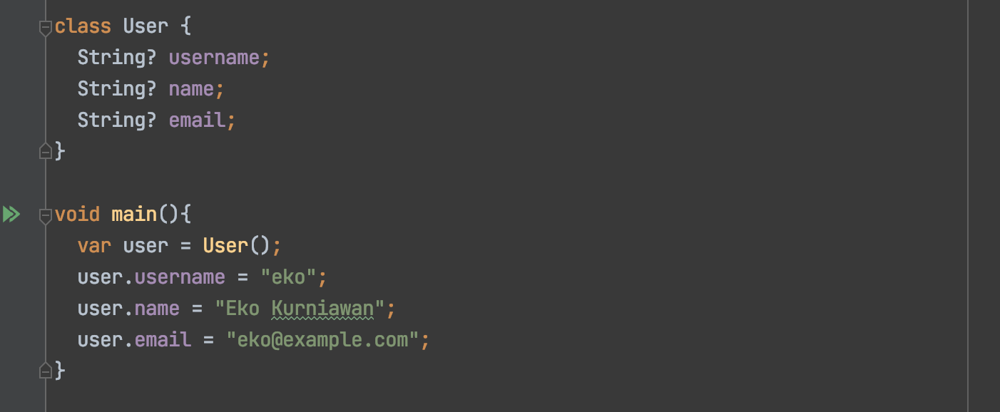 class User {
  String? username;
  String? name;
  String? email;
}
void main(){
  var user = User();
  user.username = "eko";
  user.name = "Eko Kurniawan";
  user.email = "eko@example.com";
}